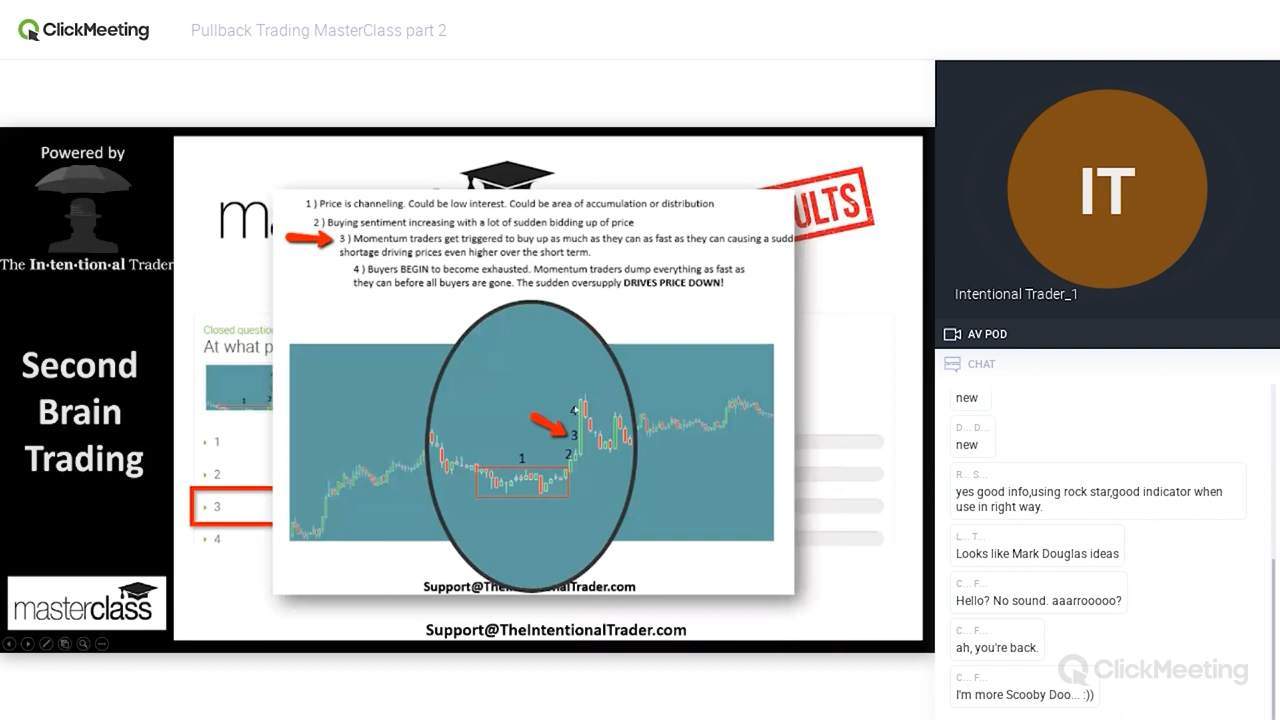 ClickMeeting
Pullback Trading MasterClass part 2
Powered by
The In·ten·tion·al Trader
Second
Brain
Trading
masterclass
ma
ULTS
1 ) Price is channeling. Could be low interest. Could be area of accumulation or distribution
2 ) Buying sentiment increasing with a lot of sudden bidding up of price
3 ) Momentum traders get triggered to buy up as much as they can as fast as they can causing a sudd
shortage driving prices even higher over the short term.
4 ) Buyers BEGIN to become exhausted. Momentum traders dump everything as fast as
they can before all buyers are gone. The sudden oversupply DRIVES PRICE DOWN!
Closed questio
At what p
1
2
3
4
4
3
2
1
Support@The nalTrader.com
Support@TheIntentionalTrader.com
IT
Intentional Trader_1
AV POD
CHAT
new
D... D...
new
R... S...
yes good info,using rock star,good indicator when
use in right way.
L... T...
Looks like Mark Douglas ideas
C... F...
Hello? No sound. aaarrooooo?
C... F...
ah, you're back.
C... F...
I'm more Scooby Doo... :))
ClickMeeting